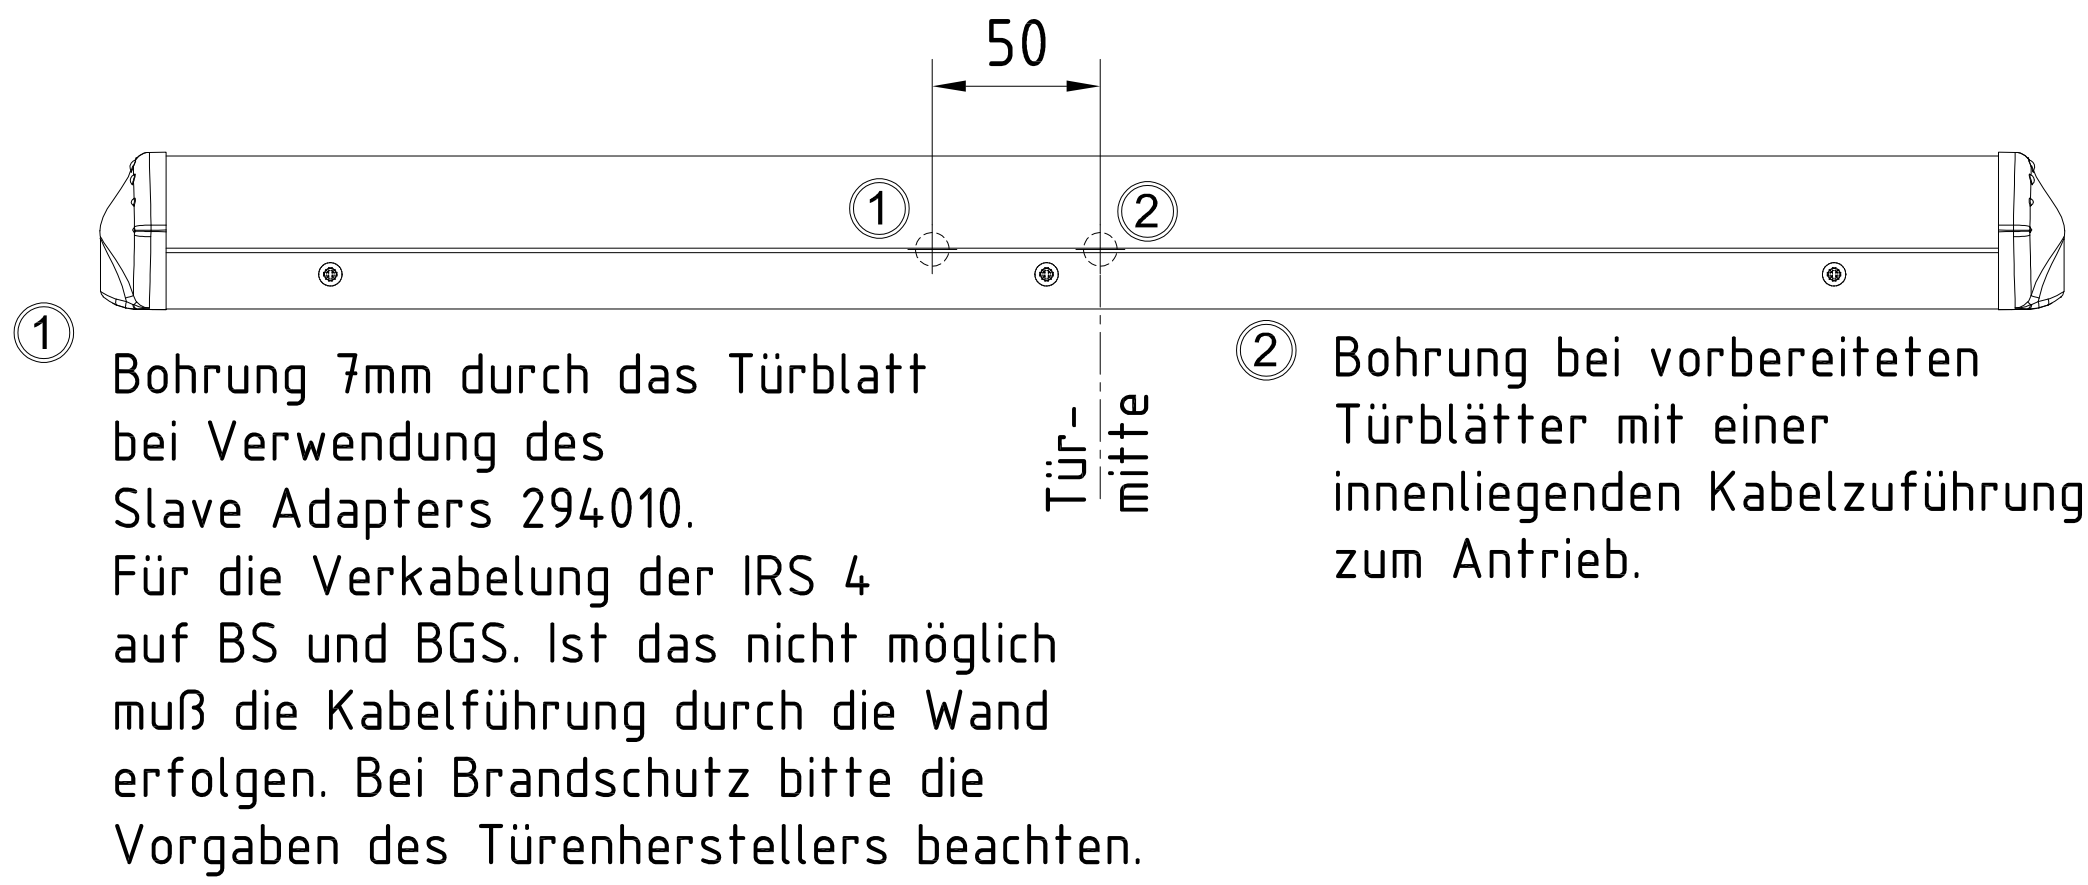 50
1
2
1
Bohrung 7mm durch das Türblatt
bei Verwendung des
Slave Adapters 294010.
Für die Verkabelung der IRS 4
auf BS und BGS. Ist das nicht möglich
muß die Kabelführung durch die Wand
erfolgen. Bei Brandschutz bitte die
Vorgaben des Türenherstellers beachten.
Tür-
mitte
2
Bohrung bei vorbereiteten
Türblätter mit einer
innenliegenden Kabelzuführung
zum Antrieb.